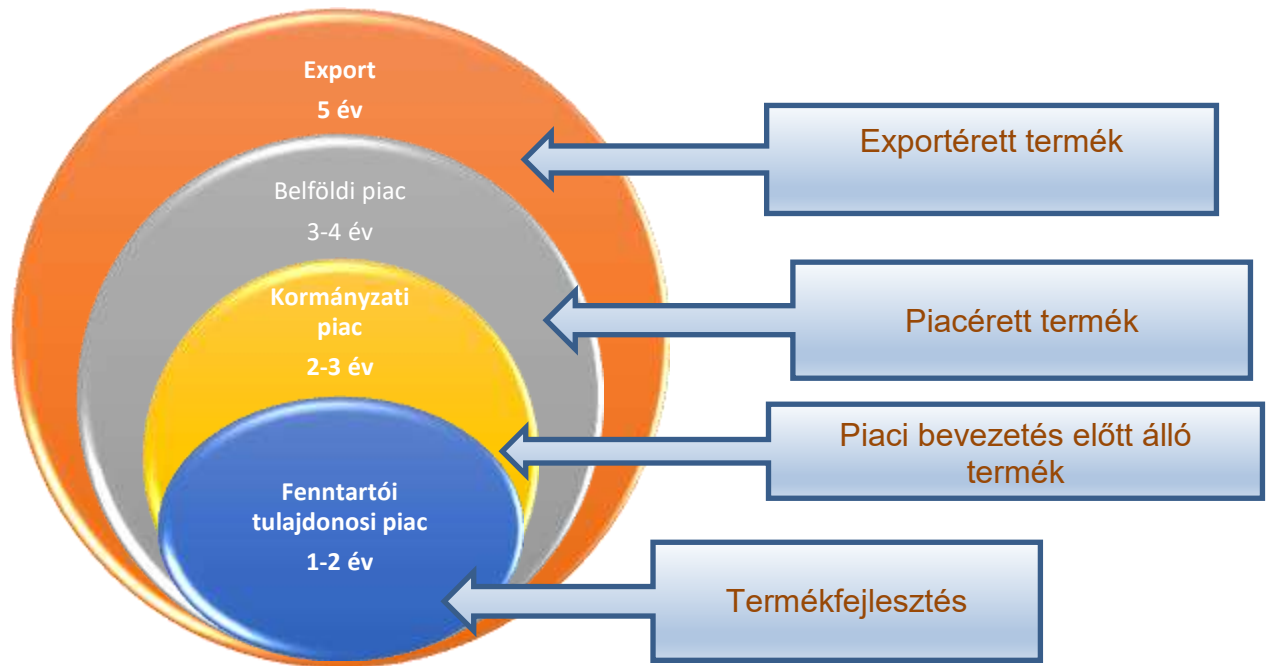 Export
5 év
Exportérett termék
Belföldi piac
3-4 év
Kormányzati
piac
2-3 év
Piacérett termék
Piaci bevezetés előtt álló
termék
Fenntartói
tulajdonosi piac
1-2 év
Termékfejlesztés